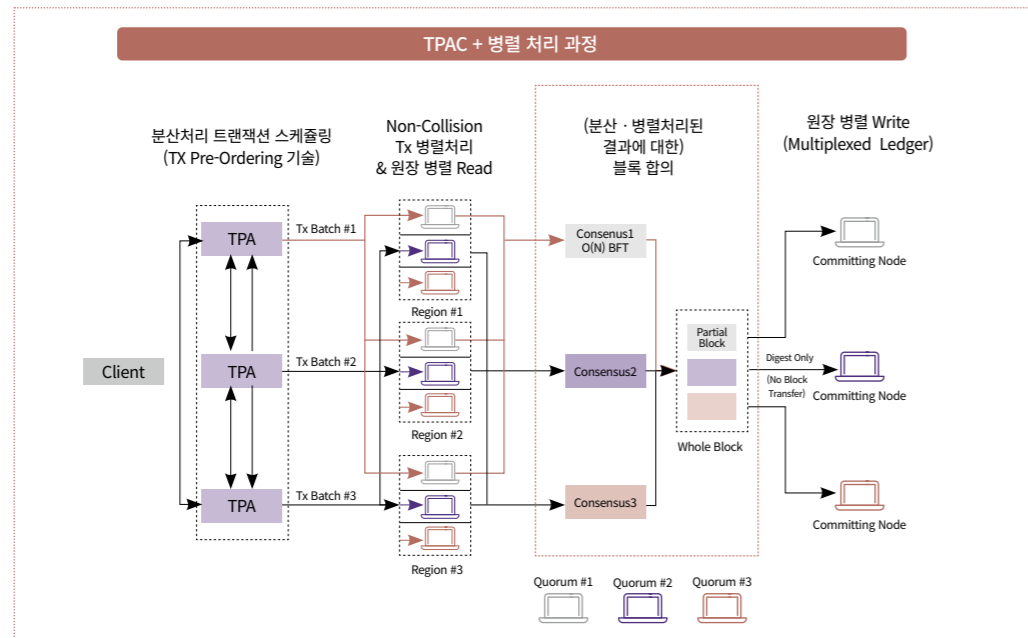 TPAC + 병렬 처리 과정
분산처리 트랜잭션 스케쥴링
(TX Pre-Ordering 기술)
Non-Collision
Tx 병렬처리
& 원장 병렬 Read
(분산 · 병렬처리된
결과에 대한)
블록 합의
원장 병렬 Write
(Multiplexed Ledger)
Client
TPA
TPA
TPA
Tx Batch #1
Tx Batch #2
Tx Batch #3
Region #1
Region #2
Region #3
Consenus1
O(N) BFT
Consensus2
Consensus3
Partial
Block
Whole Block
Digest Only
(No Block
Transfer)
Committing Node
Committing Node
Committing Node
Quorum #1
Quorum #2
Quorum #3